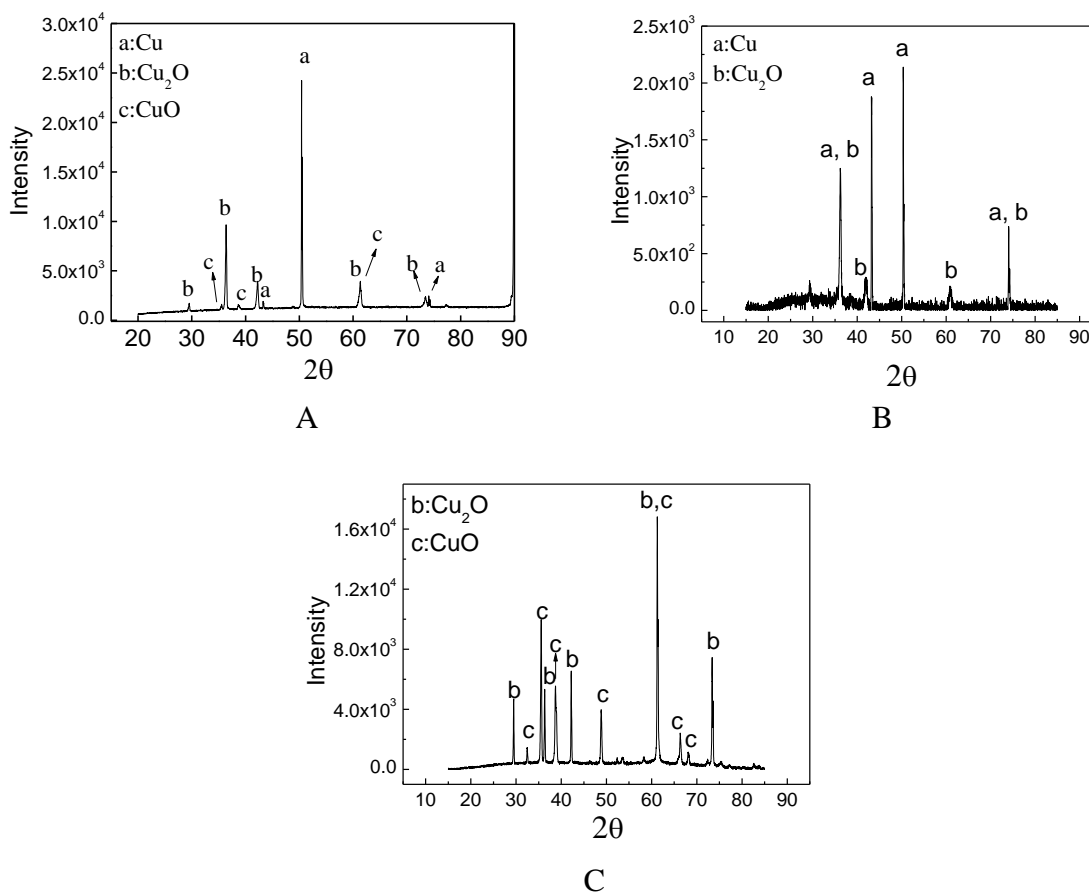 3.0x10⁴
2.5x10⁴
2.0x10⁴
1.5x10⁴
1.0x10⁴
5.0x10³
0.0
Intensity
a:Cu
b:Cu₂O
c:CuO
b
c
b
c
b
a
a
b
c
b
a
20 30 40 50 60 70 80 90
2θ
A
2.5x10³
2.0x10³
1.5x10³
1.0x10³
5.0x10²
0.0
Intensity
a:Cu
b:Cu₂O
a, b
b
a
a
b
a, b
10 20 30 40 50 60 70 80 90
2θ
B
1.6x10⁴
1.2x10⁴
8.0x10³
4.0x10³
0.0
Intensity
b:Cu₂O
c:CuO
b
c
c
b
c
b
c
b,c
c
c
b
10 20 30 40 50 60 70 80 90
2θ
C